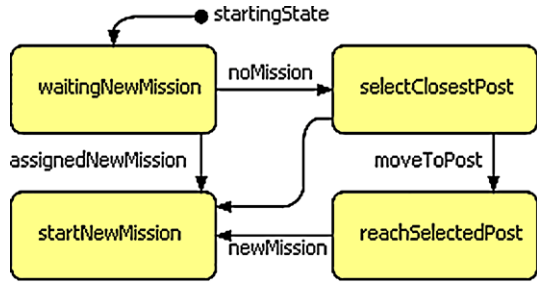 startingState
waitingNewMission
noMission
selectClosestPost
assignedNewMission
moveToPost
startNewMission
newMission
reachSelectedPost